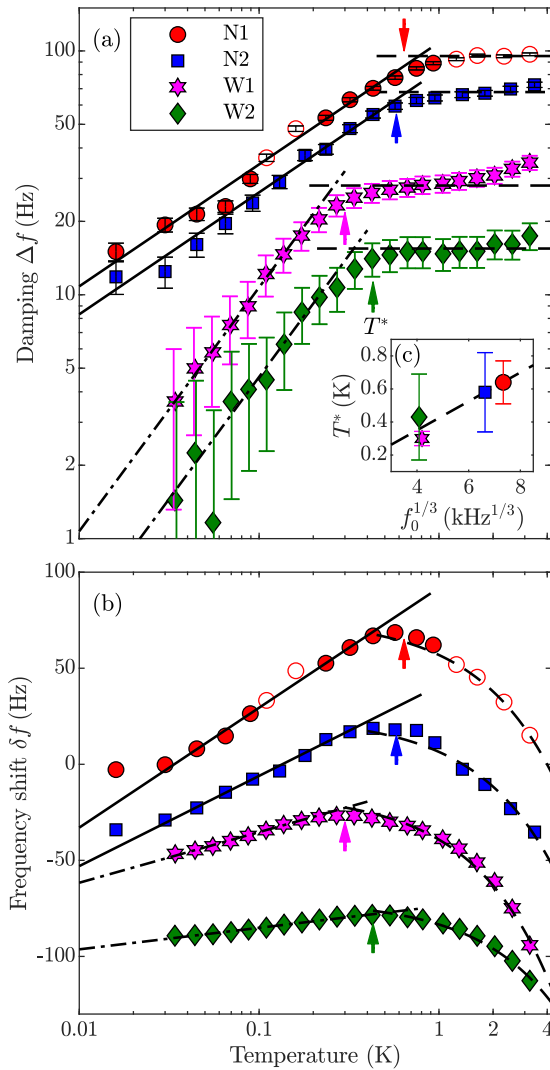 (a)
N1
N2
W1
W2
100
50
20
10
5
2
1
Damping Δf (Hz)
T*
(c)
0.8
0.6
0.4
0.2
T* (K)
4 6 8
f₀^1/3 (kHz^1/3)
(b)
100
50
0
-50
-100
Frequency shift δf (Hz)
0.01 0.1 1 2 4
Temperature (K)